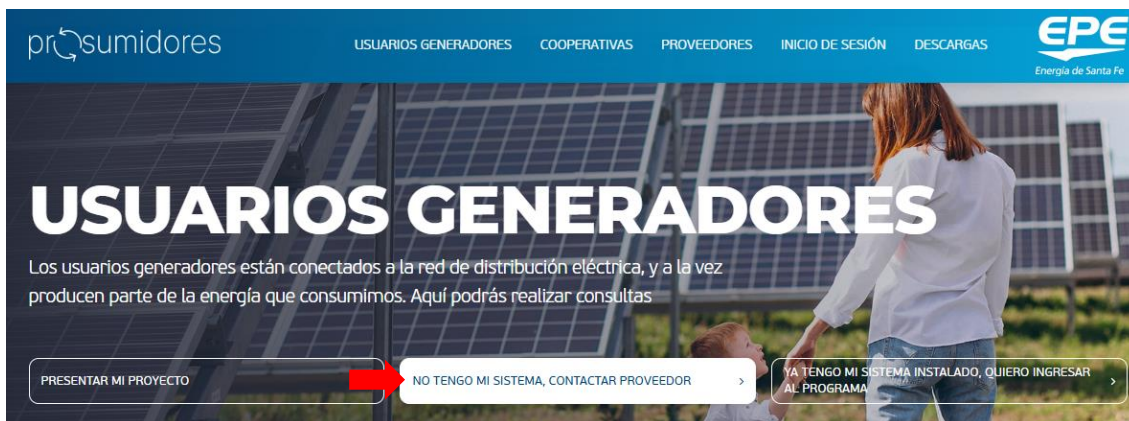 prosumidores
USUARIOS GENERADORES COOPERATIVAS PROVEEDORES INICIO DE SESIÓN DESCARGAS
EPE
Energía de Santa Fe
USUARIOS GENERADORES
Los usuarios generadores están conectados a la red de distribución eléctrica, y a la vez
producen parte de la energía que consumimos. Aquí podrás realizar consultas
PRESENTAR MI PROYECTO
NO TENGO MI SISTEMA, CONTACTAR PROVEEDOR
YA TENGO MI SISTEMA INSTALADO, QUIERO INGRESAR
AL PROGRAMA